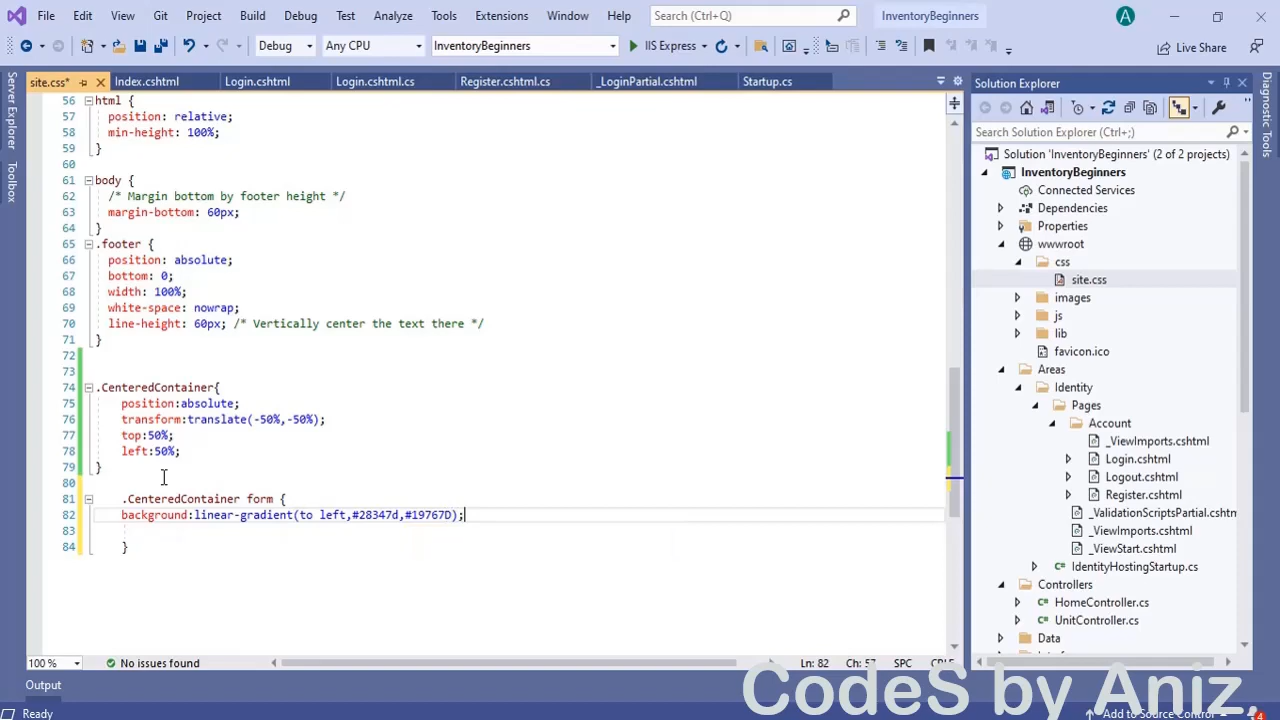 File Edit View Git Project Build Debug Test Analyze Tools Extensions Window Help Search (Ctrl+Q) InventoryBeginners A
Debug Any CPU InventoryBeginners IIS Express Live Share
site.css* Index.cshtml Login.cshtml Login.cshtml.cs Register.cshtml.cs _LoginPartial.cshtml Startup.cs
Server Explorer
Toolbox
56 html {
57 position: relative;
58 min-height: 100%;
59 }
60
61 body {
62 /* Margin bottom by footer height */
63 margin-bottom: 60px;
64 }
65 .footer {
66 position: absolute;
67 bottom: 0;
68 width: 100%;
69 white-space: nowrap;
70 line-height: 60px; /* Vertically center the text there */
71 }
72
73
74 .CenteredContainer{
75 position:absolute;
76 transform:translate(-50%,-50%);
77 top:50%;
78 left:50%;
79 }
80
81 .CenteredContainer form {
82 background:linear-gradient(to left,#28347d,#19767D);
83
84 }
100 % No issues found Ln: 82 Ch: 57 SPC CRLF
Output
Ready
Solution Explorer
Search Solution Explorer (Ctrl+;)
Solution 'InventoryBeginners' (2 of 2 projects)
InventoryBeginners
Connected Services
Dependencies
Properties
wwwroot
css
site.css
images
js
lib
favicon.ico
Areas
Identity
Pages
Account
_ViewImports.cshtml
Login.cshtml
Logout.cshtml
Register.cshtml
_ValidationScriptsPartial.cshtm
_ViewImports.cshtml
_ViewStart.cshtml
IdentityHostingStartup.cs
Controllers
HomeController.cs
UnitController.cs
Data
Diagnostic Tools
CodeS by Aniz.
Add to Source Control
4